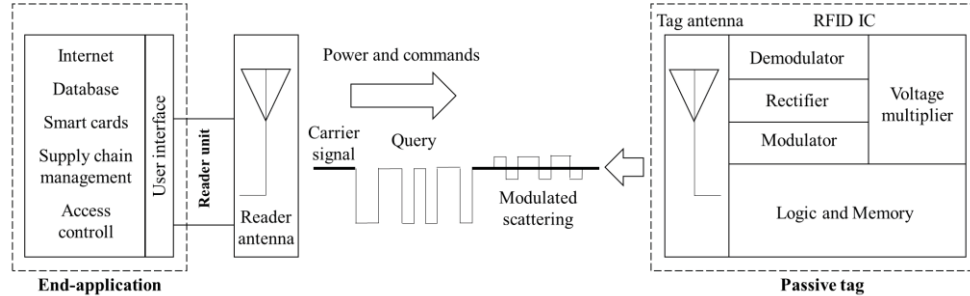 Internet
Database
Smart cards
Supply chain
management
Access
controll
User interface
End-application
Reader unit
Reader
antenna
Power and commands
Carrier
signal
Query
Modulated
scattering
Tag antenna
RFID IC
Demodulator
Rectifier
Modulator
Voltage
multiplier
Logic and Memory
Passive tag